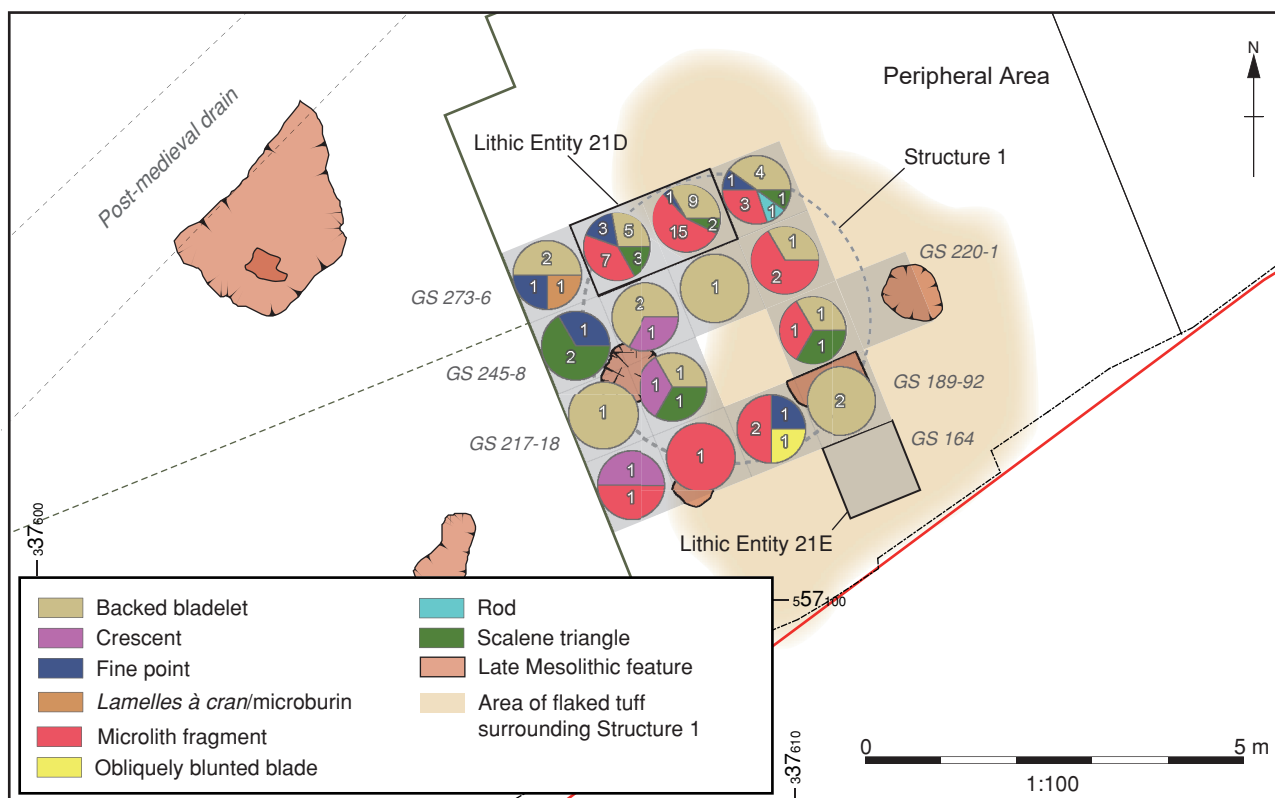 N
Peripheral Area
Lithic Entity 21D
Structure 1
Post-medieval drain
4
1
1
3
1
1
9
15
2
3
5
7
3
GS 220-1
2
1
1
1
2
1
GS 273-6
2
1
1
1
1
1
2
GS 245-8
1
1
1
GS 189-92
2
1
1
2
1
GS 217-18
GS 164
1
1
1
Lithic Entity 21E
337600
557100
Backed bladelet
Crescent
Fine point
Lamelles à cran/microburin
Microlith fragment
Obliquely blunted blade
Rod
Scalene triangle
Late Mesolithic feature
Area of flaked tuff
surrounding Structure 1
337610
0
5 m
1:100